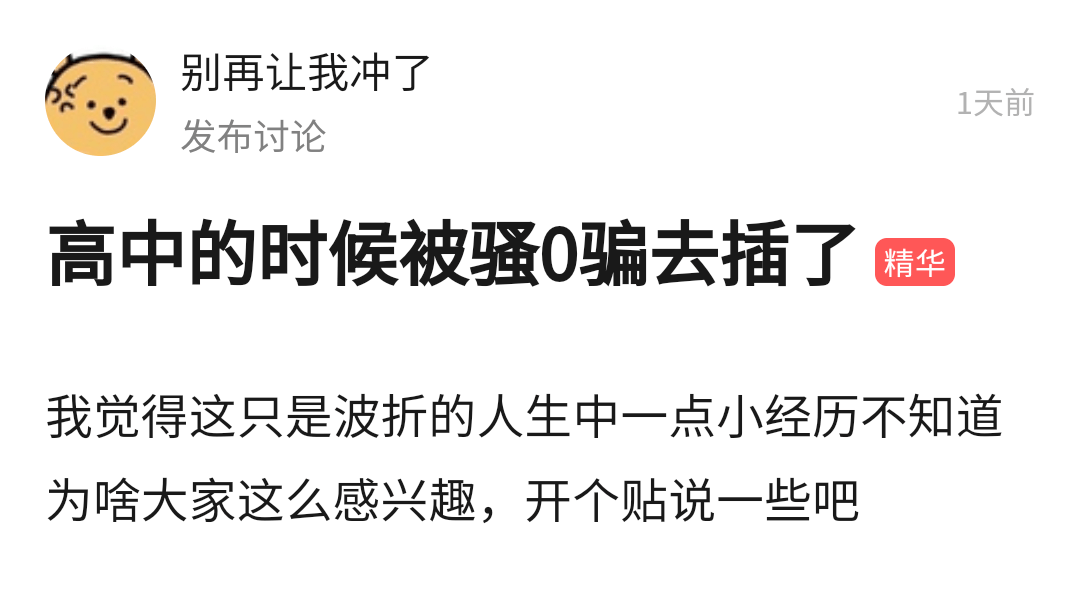 别再让我冲了
发布讨论
1天前
高中的时候被骚0骗去插了 精华
我觉得这只是波折的人生中一点小经历不知道
为啥大家这么感兴趣，开个贴说一些吧